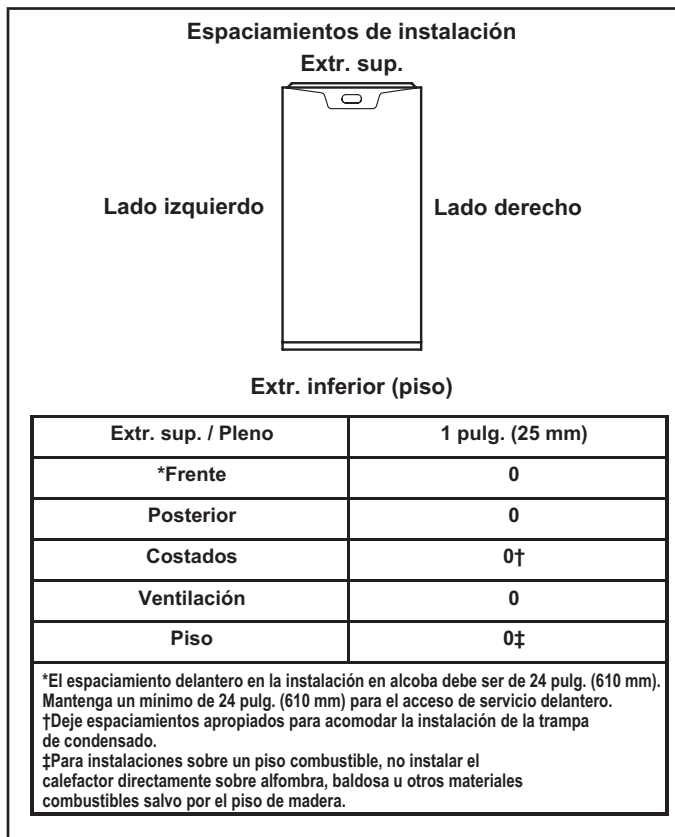 Espaciamientos de instalación
Extr. sup.
Lado izquierdo
Lado derecho
Extr. inferior (piso)
Extr. sup. / Pleno 1 pulg. (25 mm)
*Frente 0
Posterior 0
Costados 0†
Ventilación 0
Piso 0‡
*El espaciamiento delantero en la instalación en alcoba debe ser de 24 pulg. (610 mm).
Mantenga un mínimo de 24 pulg. (610 mm) para el acceso de servicio delantero.
†Deje espaciamientos apropiados para acomodar la instalación de la trampa
de condensado.
‡Para instalaciones sobre un piso combustible, no instalar el
calefactor directamente sobre alfombra, baldosa u otros materiales
combustibles salvo por el piso de madera.